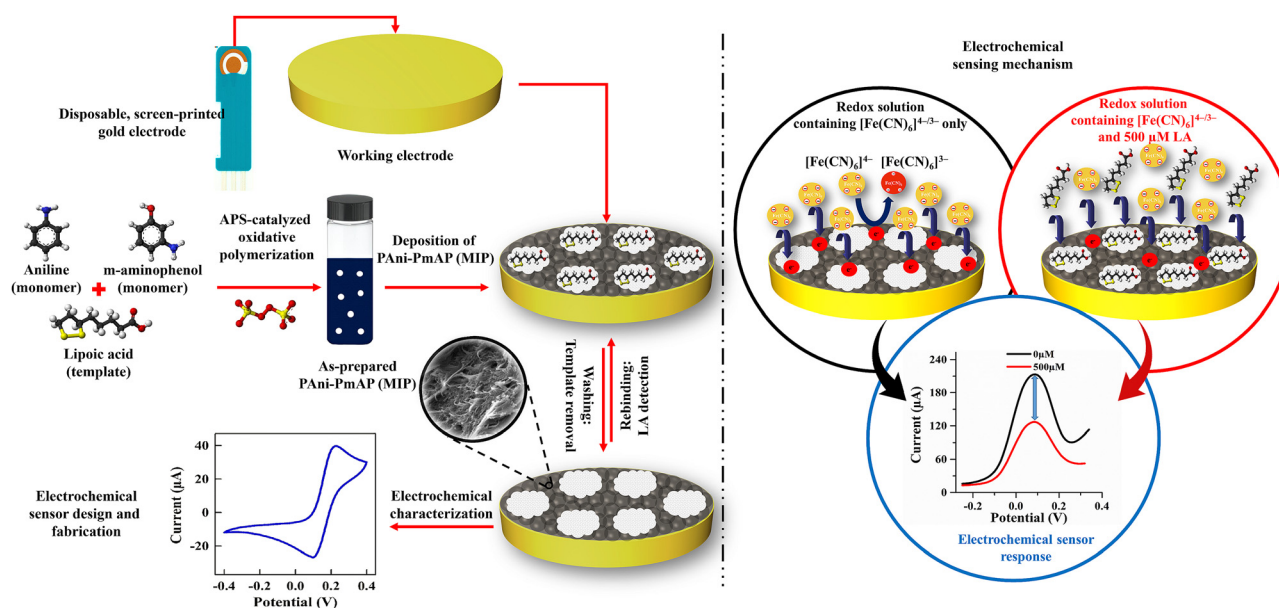 Disposable, screen-printed
gold electrode
Working electrode
Aniline
(monomer)
m-aminophenol
(monomer)
Lipoic acid
(template)
APS-catalyzed
oxidative
polymerization
As-prepared
PAni-PmAP (MIP)
Deposition of
PAni-PmAP (MIP)
Washing:
Template removal
Rebinding:
LA detection
Electrochemical
characterization
Electrochemical
sensor design and
fabrication
Current (µA)
40
20
0
-20
-0.4
-0.2
0.0
0.2
0.4
Potential (V)
Electrochemical
sensing mechanism
Redox solution
containing [Fe(CN)₆]⁴⁻/³⁻ only
[Fe(CN)₆]⁴⁻
[Fe(CN)₆]³⁻
Redox solution
containing [Fe(CN)₆]⁴⁻/³⁻
and 500 µM LA
0µM
500µM
Current (µA)
240
180
120
60
0
-0.2
0.0
0.2
0.4
Potential (V)
Electrochemical sensor
response